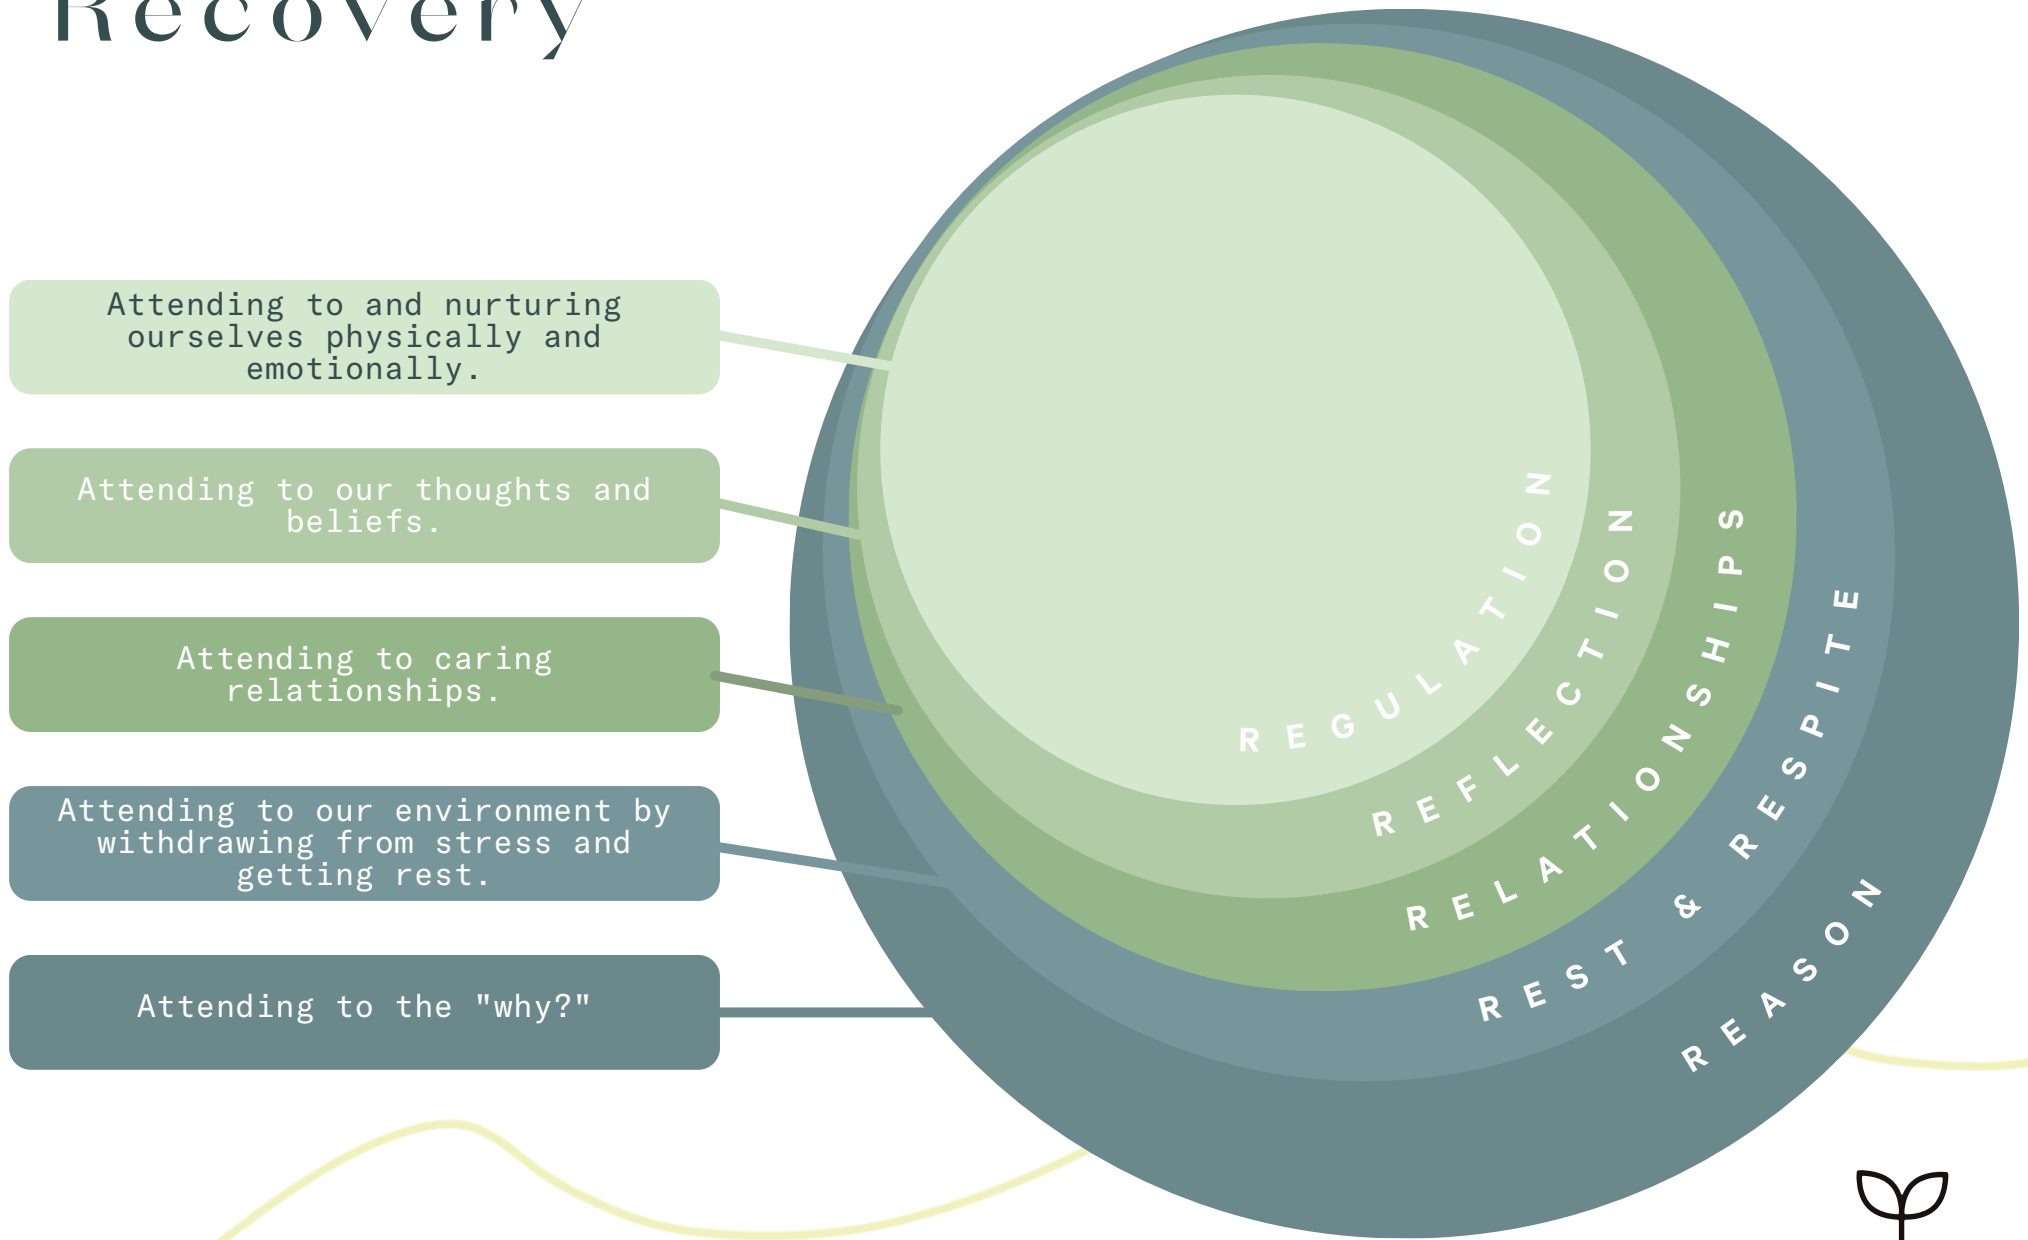 Recovery
Attending to and nurturing
ourselves physically and
emotionally.
Attending to our thoughts and
beliefs.
Attending to caring
relationships.
Attending to our environment by
withdrawing from stress and
getting rest.
Attending to the "why?"
REGULATION
REFLECTION
RELATIONSHIPS
REST & RESPITE
REASON